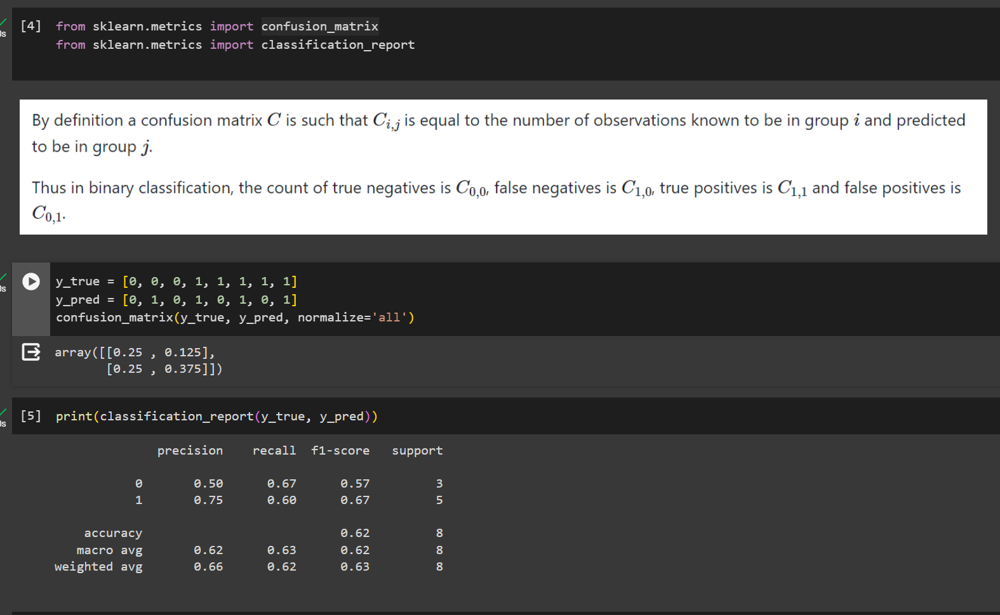 [4] from sklearn.metrics import confusion_matrix
0s
from sklearn.metrics import classification_report
By definition a confusion matrix C is such that C_{i,j} is equal to the number of observations known to be in group i and predicted
to be in group j.
Thus in binary classification, the count of true negatives is C_{0,0}, false negatives is C_{1,0}, true positives is C_{1,1} and false positives is
C_{0,1}.
y_true = [0, 0, 0, 1, 1, 1, 1, 1]
0s
y_pred = [0, 1, 0, 1, 0, 1, 0, 1]
confusion_matrix(y_true, y_pred, normalize='all')
array([[0.25 , 0.125],
[0.25 , 0.375]])
[5] print(classification_report(y_true, y_pred))
0s
precision recall f1-score support
0 0.50 0.67 0.57 3
1 0.75 0.60 0.67 5
accuracy 0.62 8
macro avg 0.62 0.63 0.62 8
weighted avg 0.66 0.62 0.63 8